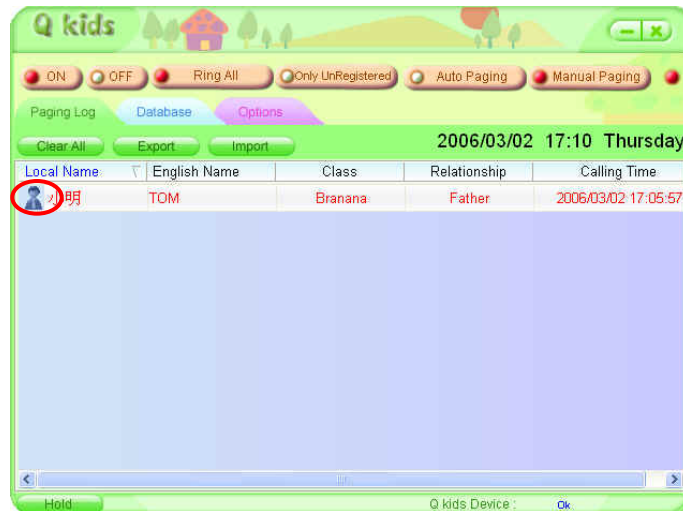 Q kids
ON OFF Ring All Only UnRegistered Auto Paging Manual Paging
Paging Log Database Options
Clear All Export Import 2006/03/02 17:10 Thursday
Local Name English Name Class Relationship Calling Time
小明 TOM Branana Father 2006/03/02 17:05:57
Hold Q kids Device : Ok